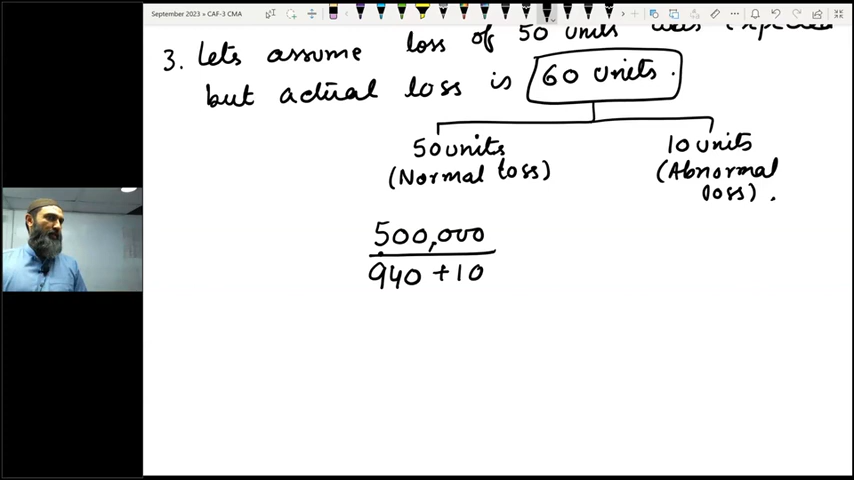 September 2023 » CAF-3 CMA
3. Lets assume loss of 50 units was
but actual loss is 60 units.
50 units
(Normal loss)
10 units
(Abnormal
loss).
500,000
940 + 10